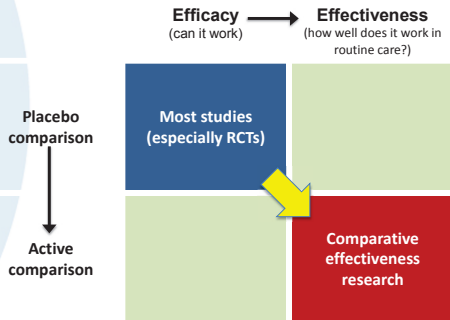 Efficacy
(can it work)
Effectiveness
(how well does it work in
routine care?)
Placebo
comparison
Most studies
(especially RCTs)
Active
comparison
Comparative
effectiveness
research